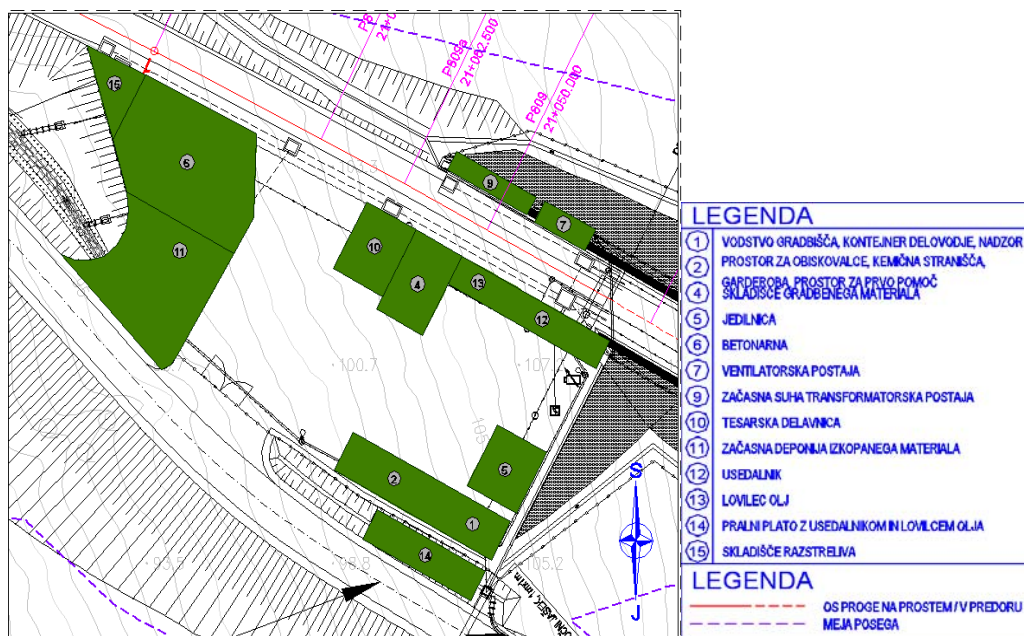 21+0
P809a
21+082.500
P809
21+050.000
L
15
6
11
9
7
10
4
13
12
100.7
2
1
5
14
105.2
S
J
LEGENDA
1 VODSTVO GRADBIŠČA, KONTEJNER DELOVODJE, NADZOR
2 PROSTOR ZA OBISKOVALCE, KEMIČNA STRANIŠČA,
GARDEROBA, PROSTOR ZA PRVO POMOČ
4 SKLADIŠČE GRADBENEGA MATERIALA
5 JEDILNICA
6 BETONARNA
7 VENTILATORSKA POSTAJA
9 ZAČASNA SUHA TRANSFORMATORSKA POSTAJA
10 TESARSKA DELAVNICA
11 ZAČASNA DEPONIJA IZKOPANEGA MATERIALA
12 USEDALNIK
13 LOVILEC OLJ
14 PRALNI PLATO Z USEDALNIKOM IN LOVILCEM OLJA
15 SKLADIŠČE RAZSTRELIVA
LEGENDA
OS PROGE NA PROSTEM / V PREDORU
MEJA POSEGA